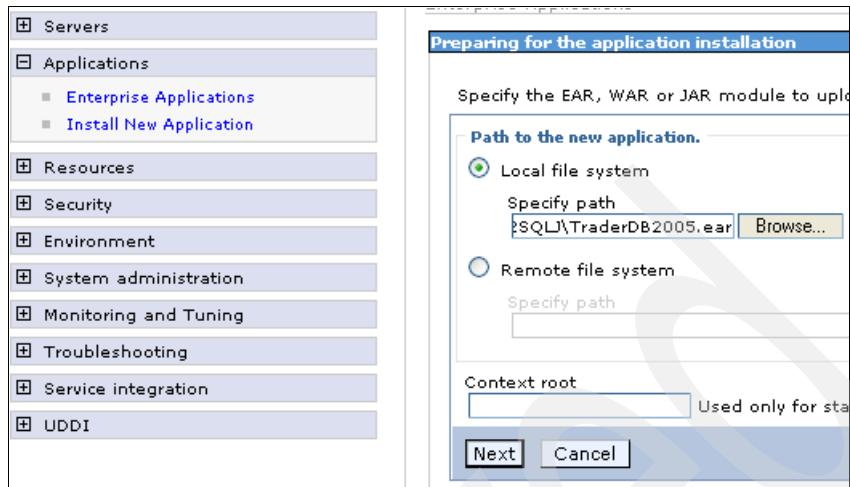 Servers
Applications
Enterprise Applications
Install New Application
Resources
Security
Environment
System administration
Monitoring and Tuning
Troubleshooting
Service integration
UDDI
Preparing for the application installation
Specify the EAR, WAR or JAR module to uplo
Path to the new application.
Local file system
Specify path
SQLJ\TraderDB2005.ear Browse...
Remote file system
Specify path
Context root
Used only for sta
Next Cancel